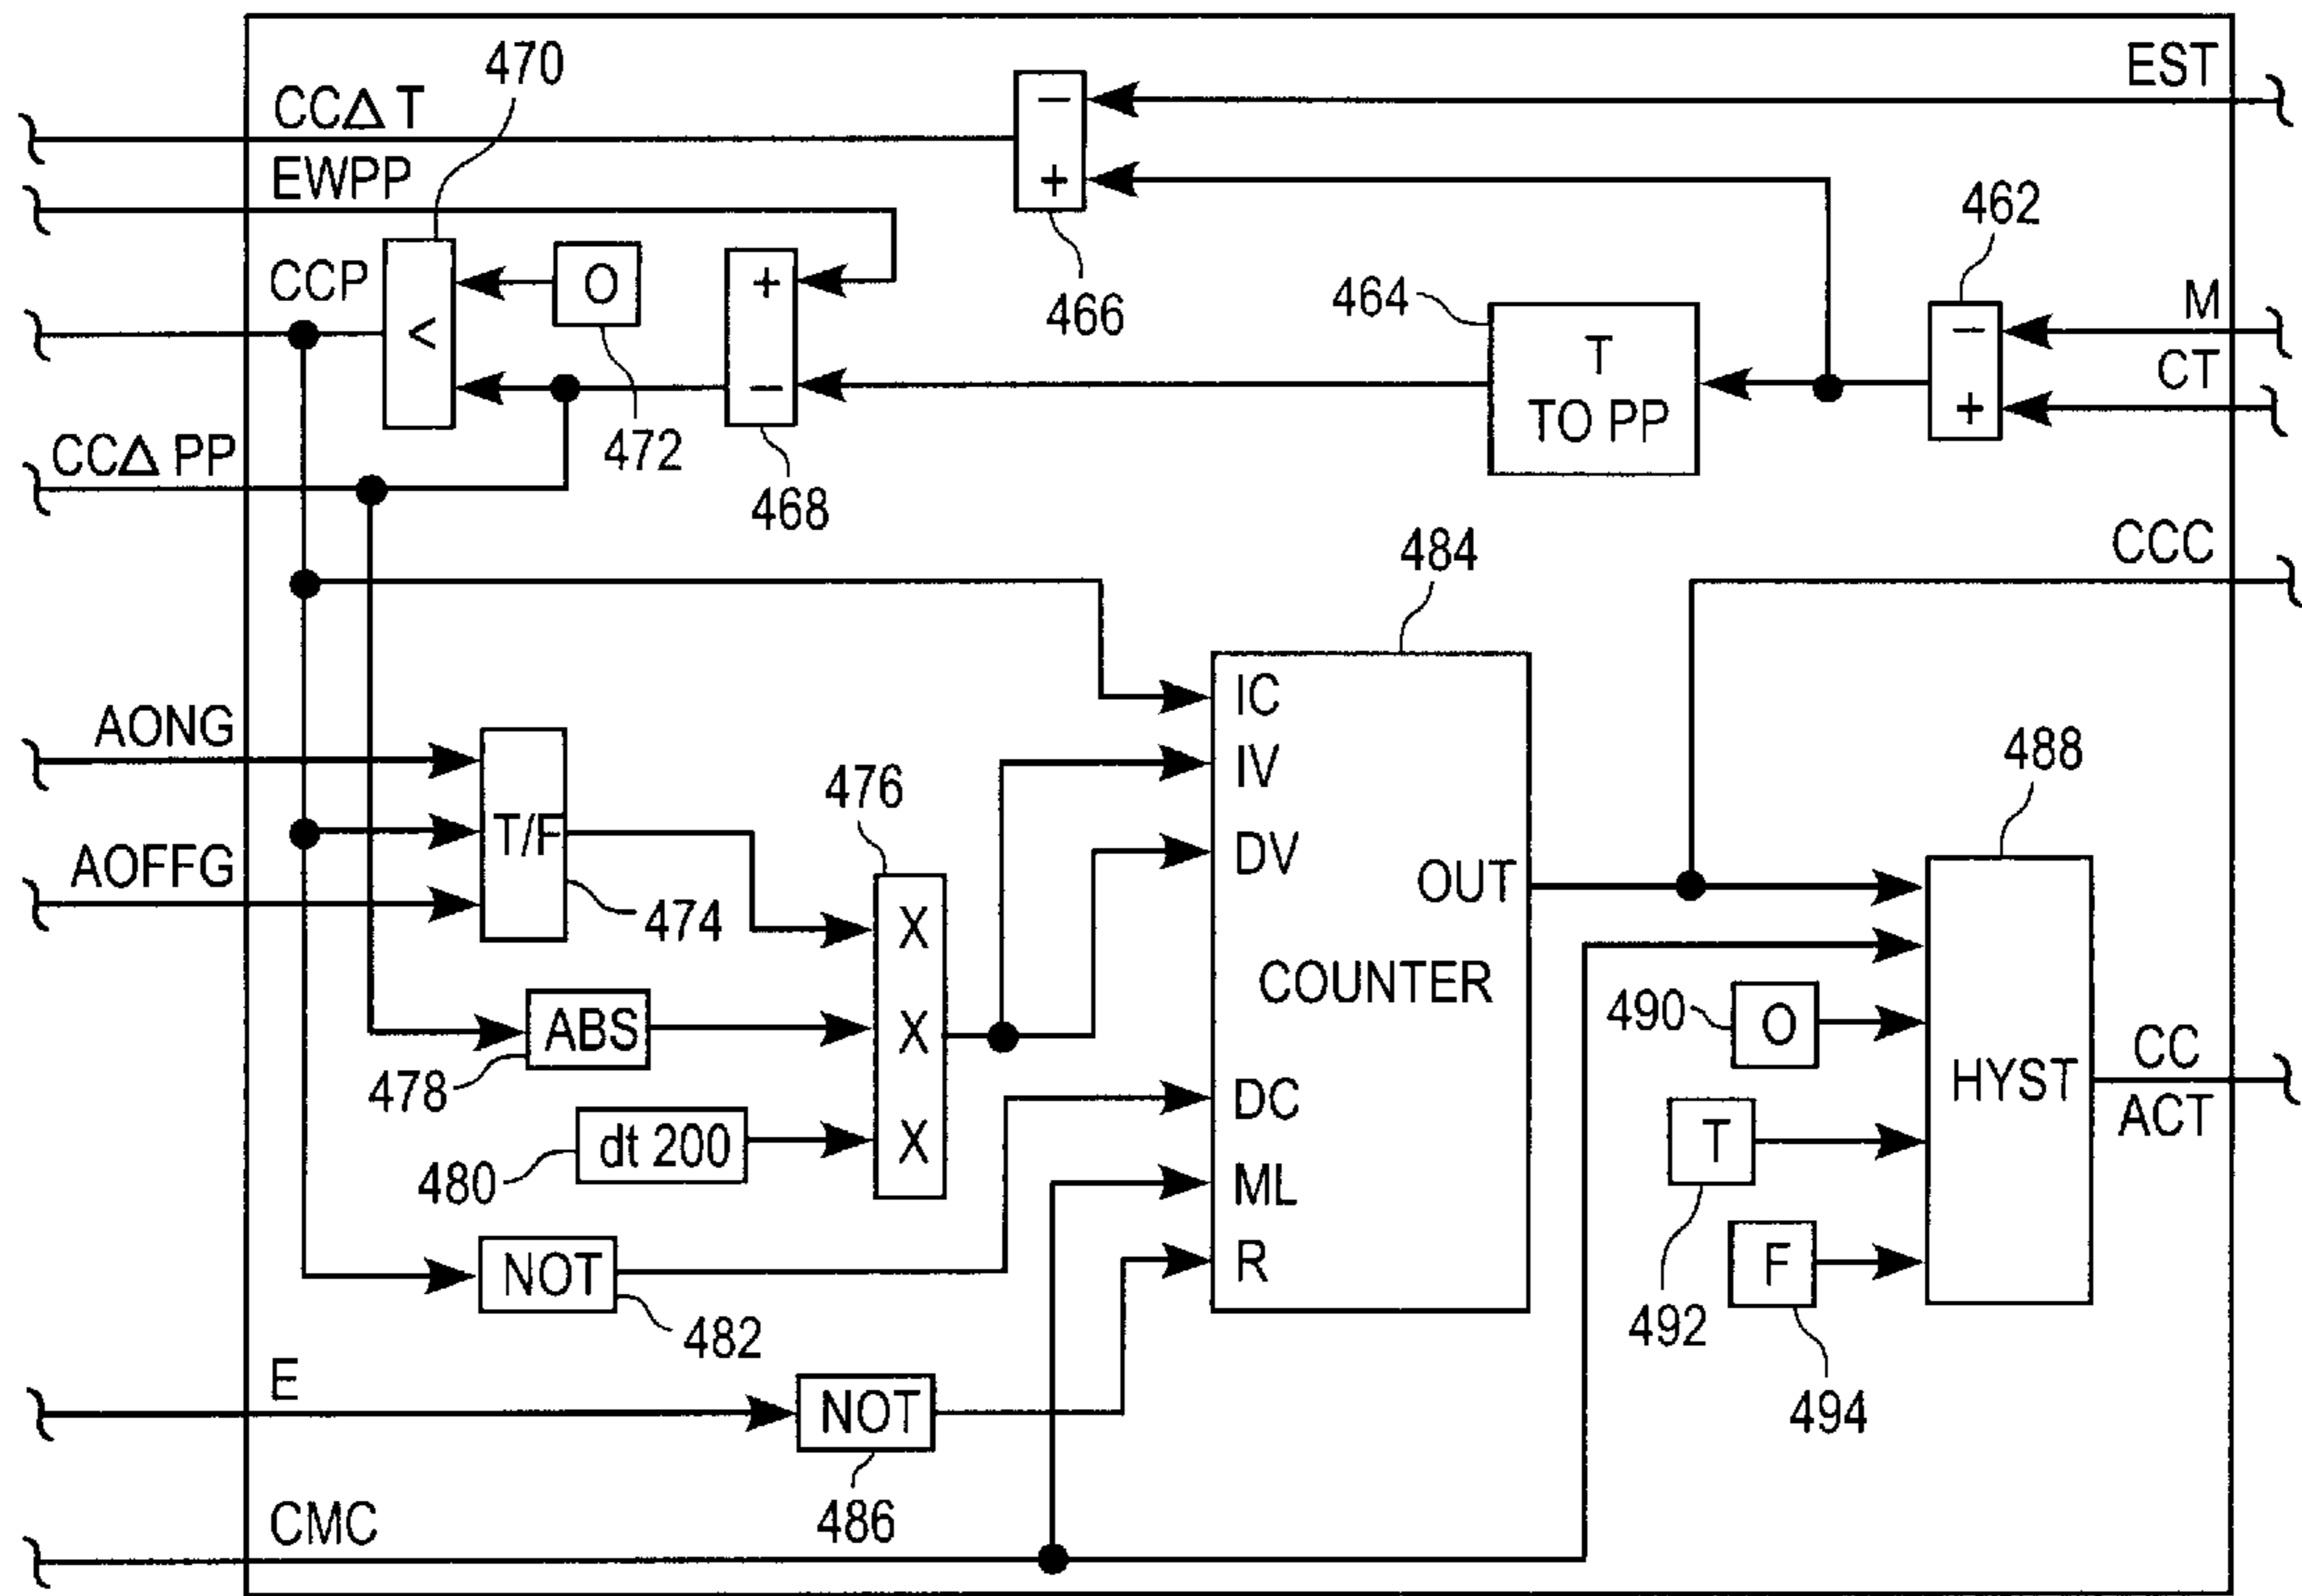 470
EST
CC∆ T
EWPP
462
CCP
O
+
−
+
−
<
466
464
T
TO PP
M
CT
−
+
472
468
CC∆ PP
484
CCC
AONG
AOFFG
T/F
474
476
X
X
X
IC
IV
DV
OUT
COUNTER
DC
ML
R
488
ABS
478
dt 200
480
490
O
HYST
CC
ACT
T
492
F
494
NOT
482
E
NOT
486
CMC